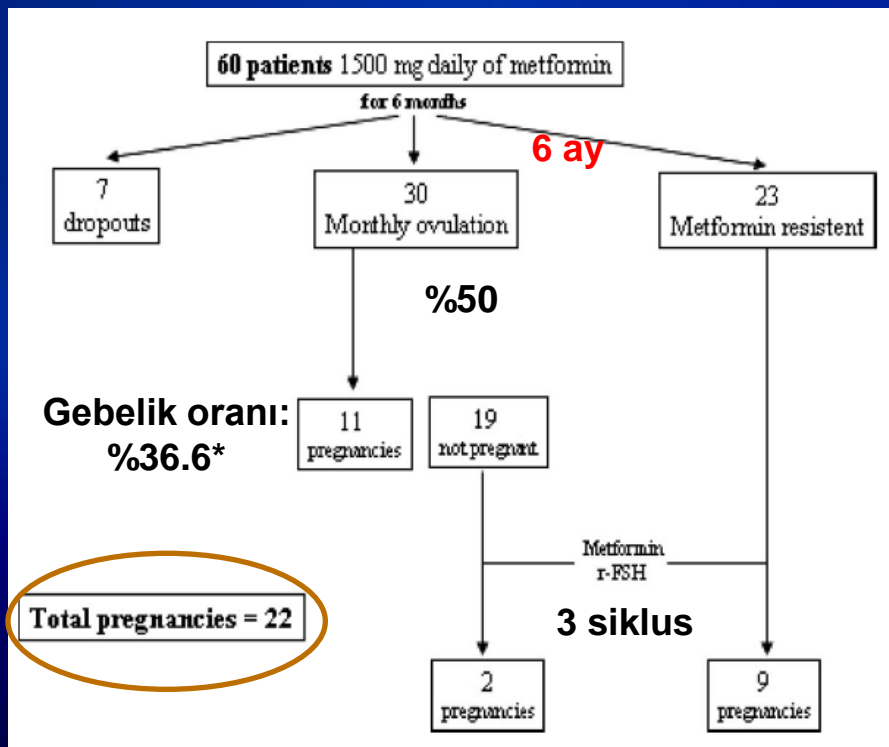 60 patients 1500 mg daily of metformin
for 6 months
6 ay
7
dropouts
30
Monthly ovulation
23
Metformin resistent
%50
Gebelik oranı:
%36.6*
11
pregnancies
19
not pregnant
Metformin
r-FSH
3 siklus
Total pregnancies = 22
2
pregnancies
9
pregnancies